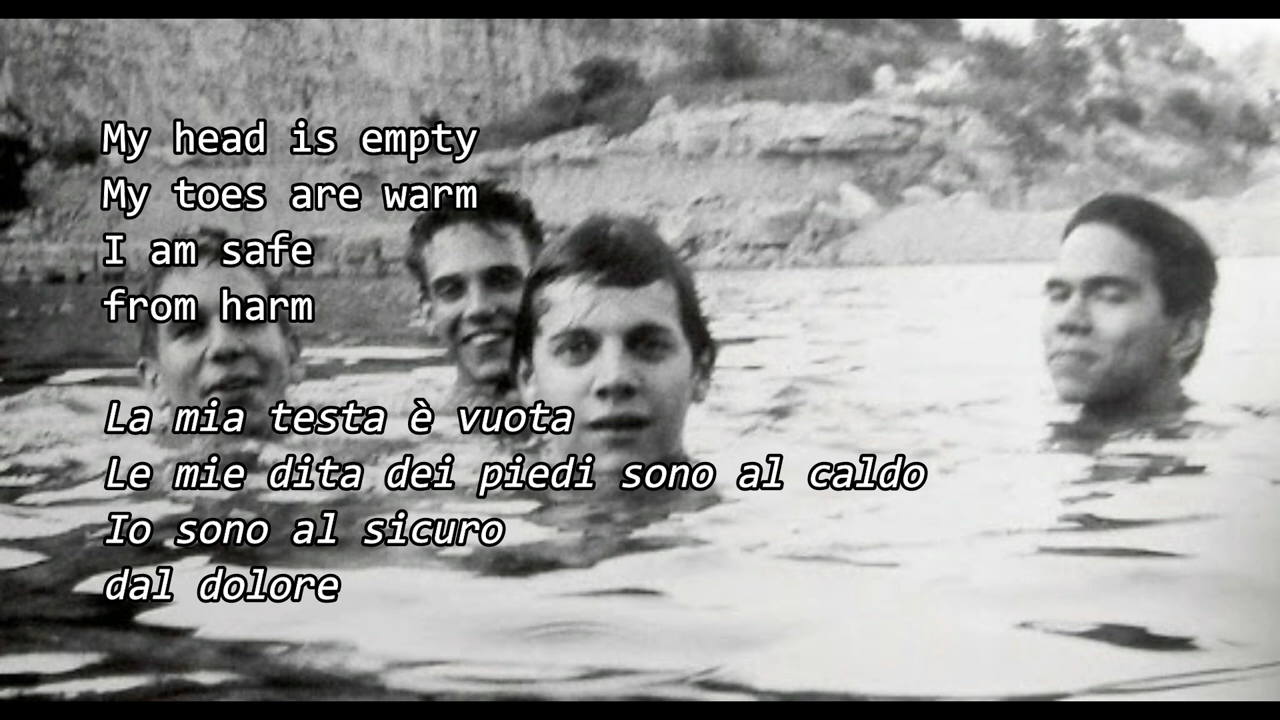 My head is empty
My toes are warm
I am safe
from harm
La mia testa è vuota
Le mie dita dei piedi sono al caldo
Io sono al sicuro
dal dolore